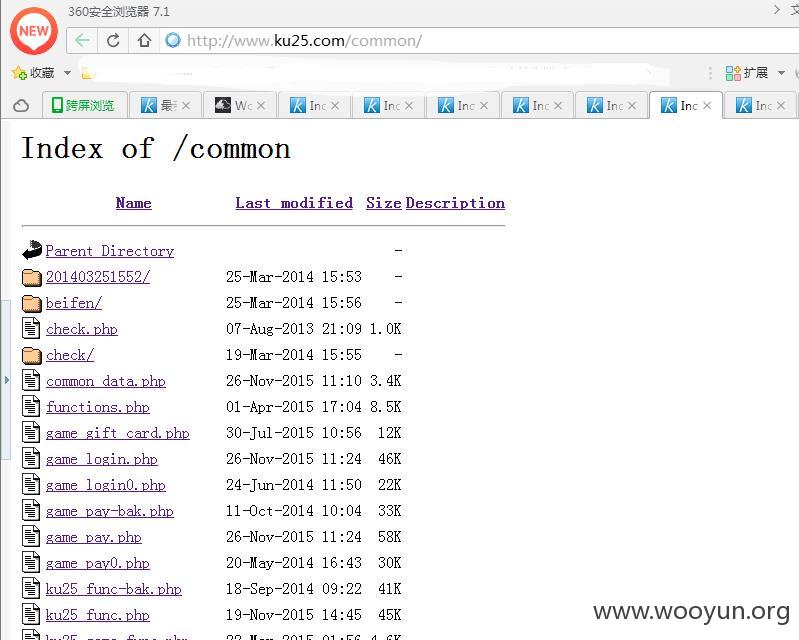 NEW
360安全浏览器 7.1
http://www.ku25.com/common/
收藏
扩展
跨屏浏览
Wo
Inc
Inc
Inc
Inc
Inc
Inc
Inc
Index of /common
Name Last modified Size Description
Parent Directory -
201403251552/ 25-Mar-2014 15:53 -
beifen/ 25-Mar-2014 15:56 -
check.php 07-Aug-2013 21:09 1.0K
check/ 19-Mar-2014 15:55 -
common_data.php 26-Nov-2015 11:10 3.4K
functions.php 01-Apr-2015 17:04 8.5K
game_gift_card.php 30-Jul-2015 10:56 12K
game_login.php 26-Nov-2015 11:24 46K
game_login0.php 24-Jun-2014 11:50 22K
game_pay-bak.php 11-Oct-2014 10:04 33K
game_pay.php 26-Nov-2015 11:24 58K
game_pay0.php 20-May-2014 16:43 30K
ku25_func-bak.php 18-Sep-2014 09:22 41K
ku25_func.php 19-Nov-2015 14:45 45K
www.wooyun.org